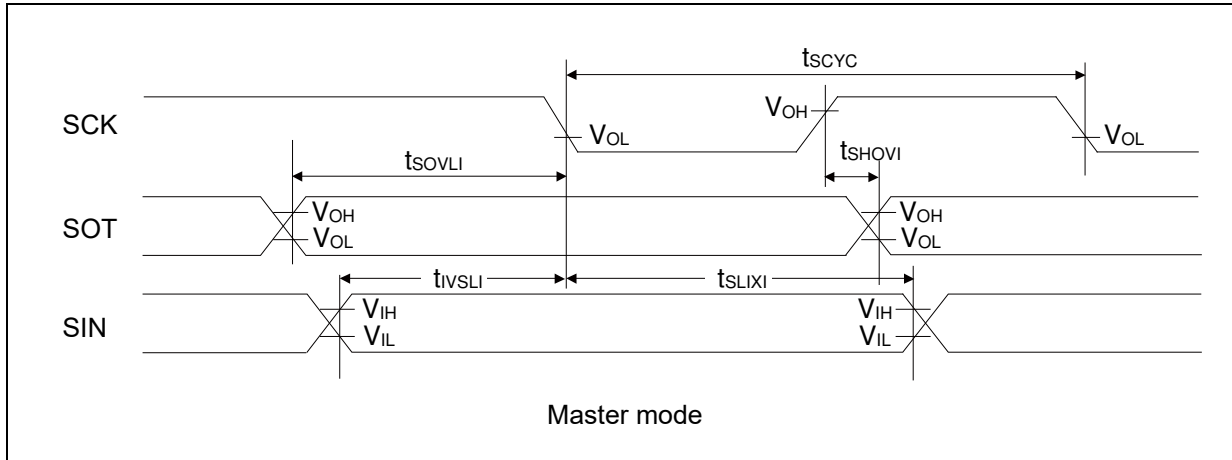 tSCYC
SCK
VOH
VOL
VOL
tSHOVI
tSOVLI
SOT
VOH
VOL
VOH
VOL
tIVSLI
tSLIXI
SIN
VIH
VIL
VIH
VIL
Master mode